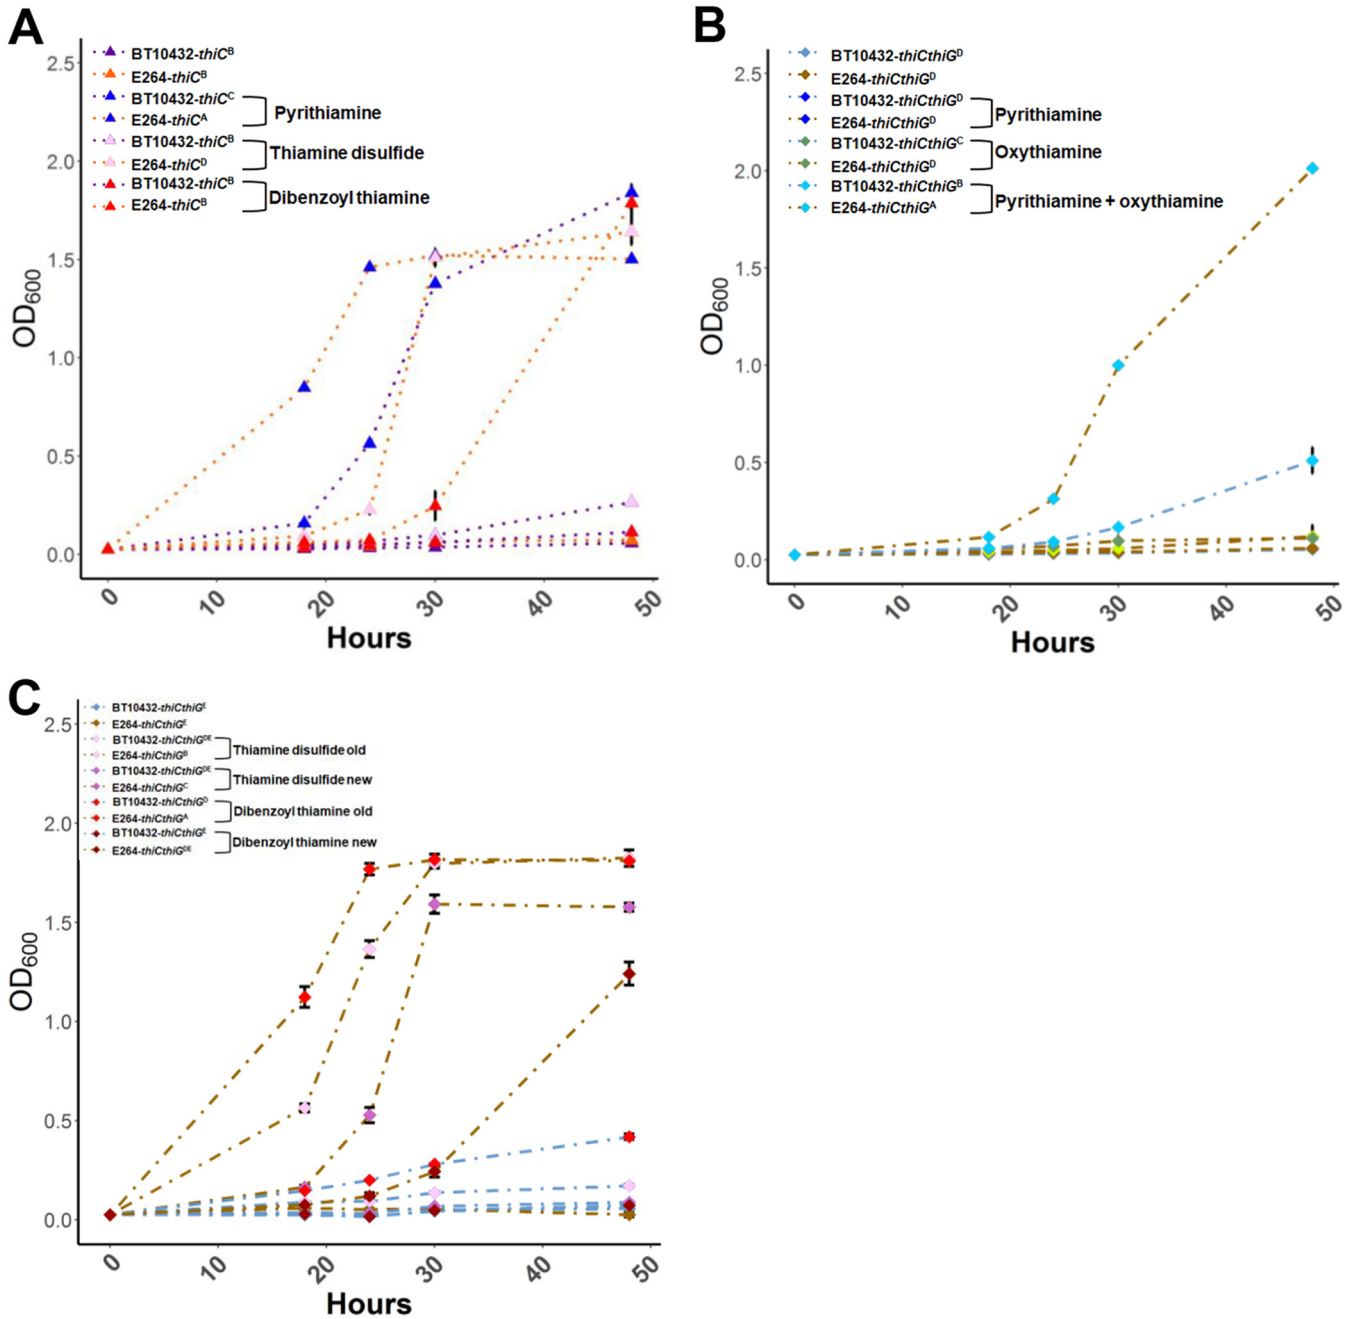 A
BT10432-thiCᴮ
E264-thiCᴮ
BT10432-thiCᶜ
E264-thiCᴬ
Pyrithiamine
BT10432-thiCᴮ
E264-thiCᴰ
Thiamine disulfide
BT10432-thiCᴮ
E264-thiCᴮ
Dibenzoyl thiamine
2.5
2.0
1.5
1.0
0.5
0.0
OD₆₀₀
0 10 20 30 40 50
Hours
B
BT10432-thiCthiGᴰ
E264-thiCthiGᴰ
BT10432-thiCthiGᴰ
E264-thiCthiGᴰ
Pyrithiamine
BT10432-thiCthiGᶜ
E264-thiCthiGᴰ
Oxythiamine
BT10432-thiCthiGᴮ
E264-thiCthiGᴬ
Pyrithiamine + oxythiamine
2.5
2.0
1.5
1.0
0.5
0.0
OD₆₀₀
0 10 20 30 40 50
Hours
C
BT10432-thiCthiGᴱ
E264-thiCthiGᴱ
BT10432-thiCthiGᴰᴱ
E264-thiCthiGᴮ
Thiamine disulfide old
BT10432-thiCthiGᴰᴱ
E264-thiCthiGᶜ
Thiamine disulfide new
BT10432-thiCthiGᴰ
E264-thiCthiGᴬ
Dibenzoyl thiamine old
BT10432-thiCthiGᴱ
E264-thiCthiGᴰᴱ
Dibenzoyl thiamine new
2.5
2.0
1.5
1.0
0.5
0.0
OD₆₀₀
0 10 20 30 40 50
Hours